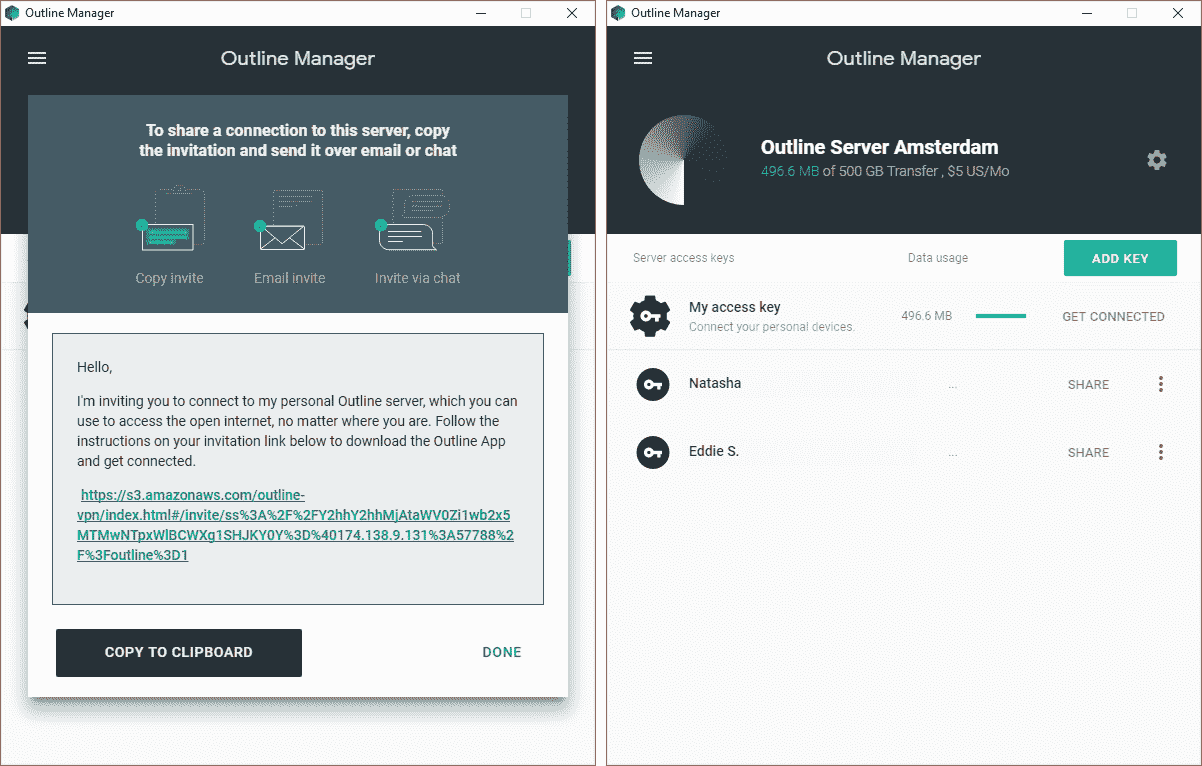 Outline Manager
Outline Manager
To share a connection to this server, copy
the invitation and send it over email or chat
Copy invite
Email invite
Invite via chat
Hello,
I'm inviting you to connect to my personal Outline server, which you can
use to access the open internet, no matter where you are. Follow the
instructions on your invitation link below to download the Outline App
and get connected.
https://s3.amazonaws.com/outline-
vpn/index.html#/invite/ss%3A%2F%2FY2hhY2hhMjAtaWV0Zi1wb2x5
MTMwNTpxWlBCWXg1SHJKY0Y%3D%40174.138.9.131%3A57788%2
F%3Foutline%3D1
COPY TO CLIPBOARD
DONE
Outline Manager
Outline Manager
Outline Server Amsterdam
496.6 MB of 500 GB Transfer , $5 US/Mo
Server access keys
Data usage
ADD KEY
My access key
Connect your personal devices.
496.6 MB
GET CONNECTED
Natasha
...
SHARE
Eddie S.
...
SHARE